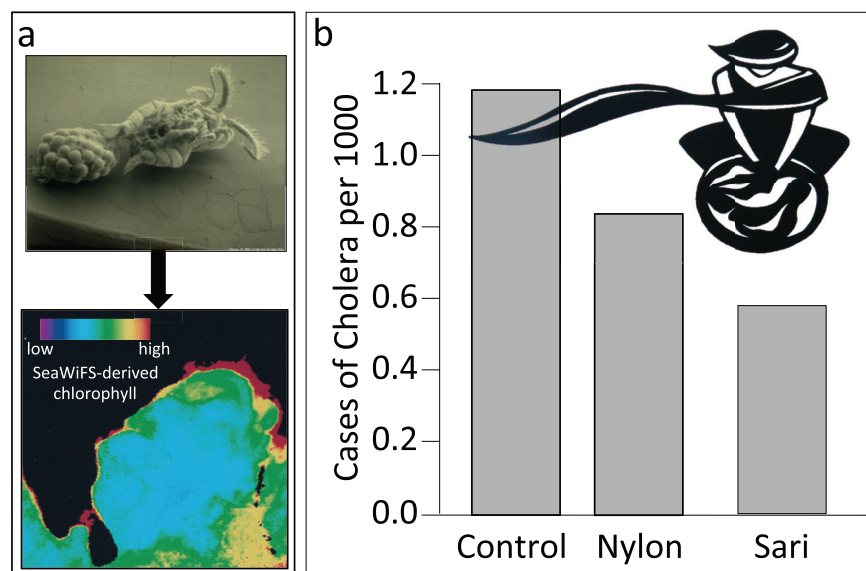 a
low
high
SeaWiFS-derived
chlorophyll
b
Cases of Cholera per 1000
1.2
1.0
0.8
0.6
0.4
0.2
0.0
Control Nylon Sari